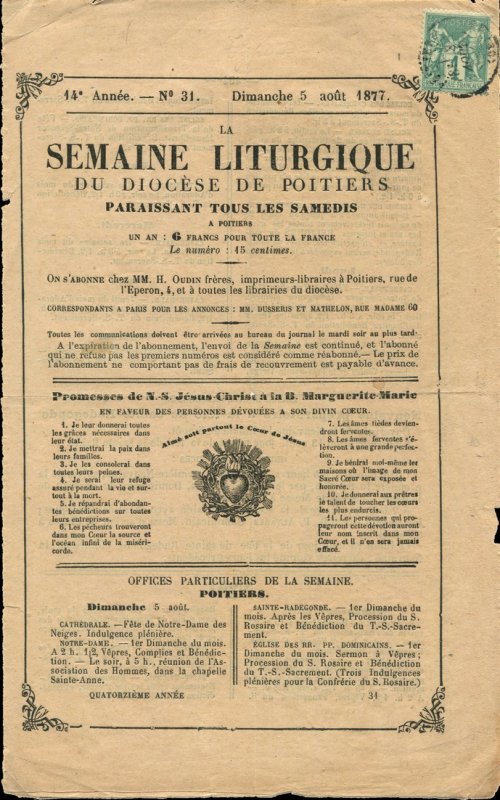 14e Année. — No 31. Dimanche 5 août 1877.
LA
SEMAINE LITURGIQUE
DU DIOCÈSE DE POITIERS
PARAISSANT TOUS LES SAMEDIS
A POITIERS
UN AN : 6 FRANCS POUR TOUTE LA FRANCE
Le numéro : 15 centimes.
ON S'ABONNE chez MM. H. OUDIN frères, imprimeurs-libraires à Poitiers, rue de
l'Eperon, 4, et à toutes les librairies du diocèse.
CORRESPONDANTS A PARIS POUR LES ANNONCES : MM. DUSSERIS ET MATHELON, RUE MADAME 60
Toutes les communications doivent être arrivées au bureau du journal le mardi soir au plus tard.
A l'expiration de l'abonnement, l'envoi de la Semaine est continué, et l'abonné
qui ne refuse pas les premiers numéros est considéré comme réabonné. — Le prix de
l'abonnement ne comportant pas de frais de recouvrement est payable d'avance.
Promesses de N.-S. Jésus-Christ à la B. Marguerite-Marie
EN FAVEUR DES PERSONNES DÉVOUÉES A SON DIVIN CŒUR.
1. Je leur donnerai toutes
les grâces nécessaires dans
leur état.
2. Je mettrai la paix dans
leurs familles.
3. Je les consolerai dans
toutes leurs peines.
4. Je serai leur refuge
assuré pendant la vie et sur-
tout à la mort.
5. Je répandrai d'abondan-
tes bénédictions sur toutes
leurs entreprises.
6. Les pécheurs trouveront
dans mon Cœur la source et
l'océan infini de la miséri-
corde.
Aimé soit partout le Cœur de Jésus
7. Les âmes tièdes devien-
dront ferventes.
8. Les âmes ferventes s'é-
lèveront à une grande perfec-
tion.
9. Je bénirai moi-même les
maisons où l'image de mon
Sacré Cœur sera exposée et
honorée.
10. Je donnerai aux prêtres
le talent de toucher les cœurs
les plus endurcis.
11. Les personnes qui pro-
pageront cette dévotion auront
leur nom inscrit dans mon
Cœur, et il n'en sera jamais
effacé.
OFFICES PARTICULIERS DE LA SEMAINE.
POITIERS.
Dimanche 5 août.
CATHÉDRALE. — Fête de Notre-Dame des
Neiges. Indulgence plénière.
NOTRE-DAME. — 1er Dimanche du mois.
A 2 h. 1/2, Vêpres, Complies et Bénédic-
tion. — Le soir, à 5 h., réunion de l'As-
sociation des Hommes, dans la chapelle
Sainte-Anne.
SAINTE-RADEGONDE. — 1er Dimanche du
mois. Après les Vêpres, Procession du S.
Rosaire et Bénédiction du T.-S.-Sacre-
ment.
ÉGLISE DES RR. PP. DOMINICAINS. — 1er
Dimanche du mois. Sermon à Vêpres ;
Procession du S. Rosaire et Bénédiction
du T.-S.-Sacrement. (Trois Indulgences
plénières pour la Confrérie du S. Rosaire.)
QUATORZIÈME ANNÉE 31